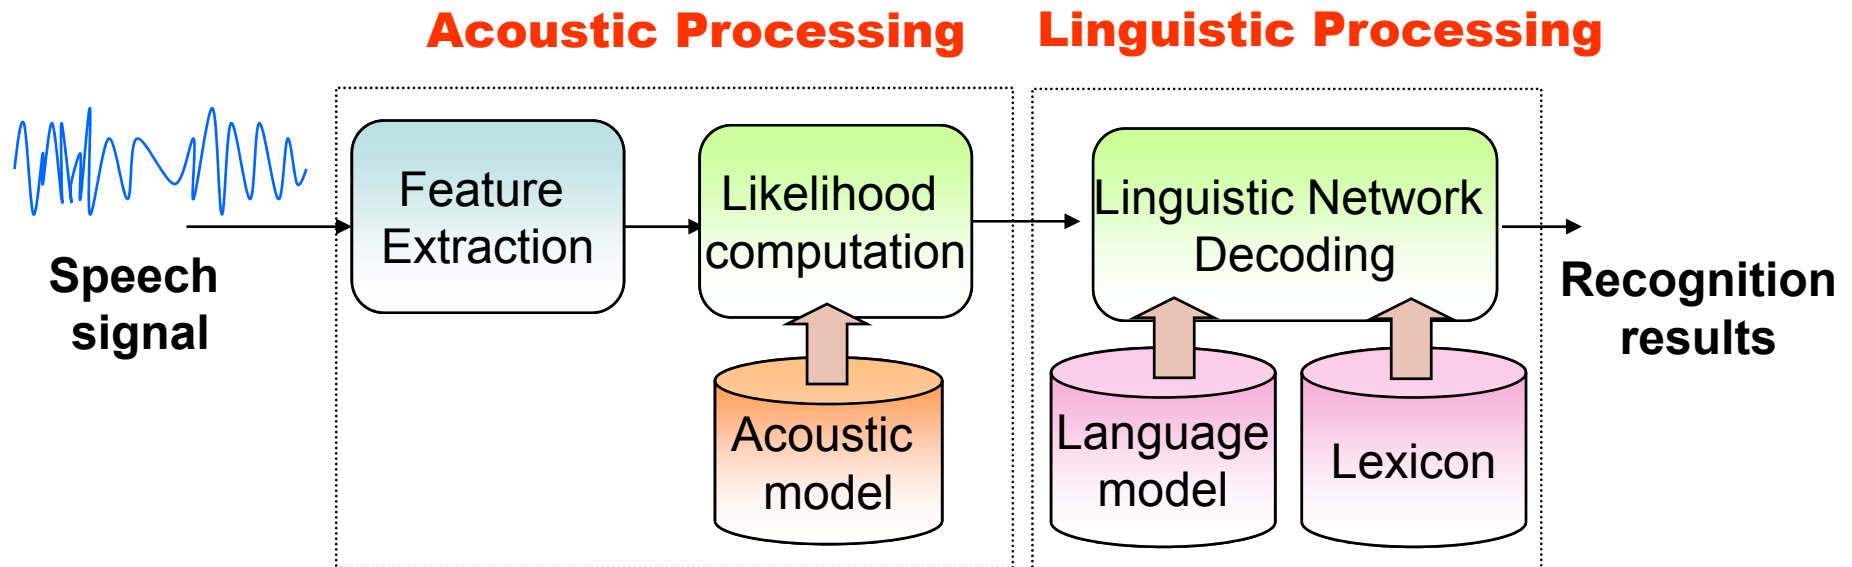 Acoustic Processing
Linguistic Processing
Speech
signal
Feature
Extraction
Likelihood
computation
Acoustic
model
Linguistic Network
Decoding
Language
model
Lexicon
Recognition
results